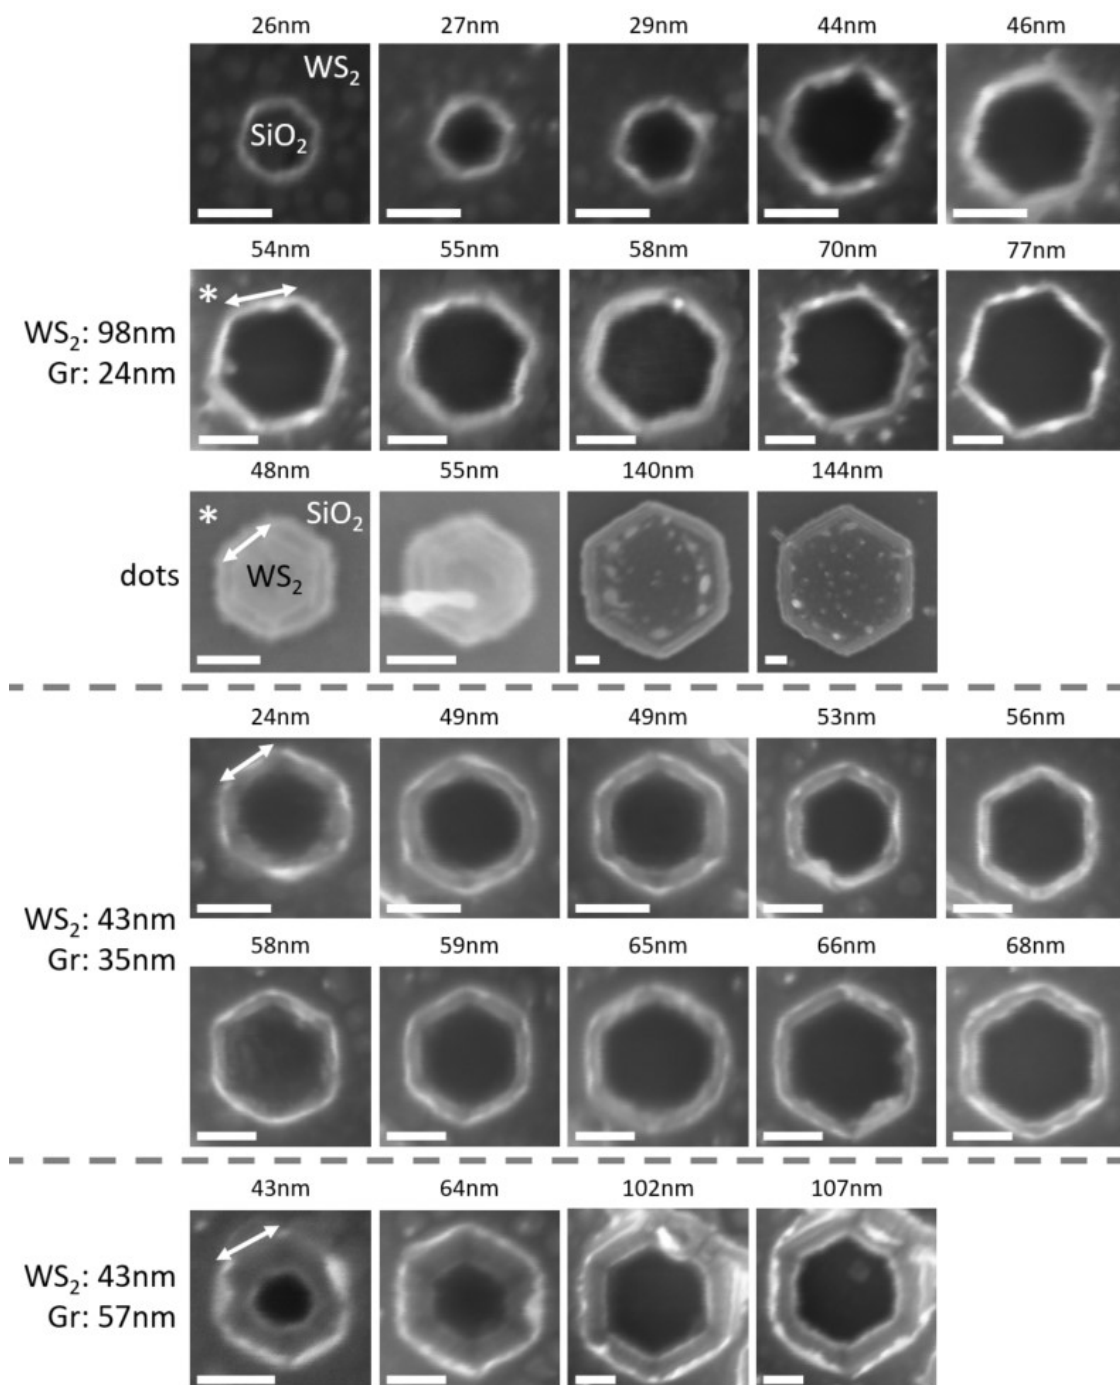 26nm 27nm 29nm 44nm 46nm
WS₂
SiO₂
54nm 55nm 58nm 70nm 77nm
*
WS₂: 98nm
Gr: 24nm
48nm 55nm 140nm 144nm
* SiO₂
WS₂
dots
24nm 49nm 49nm 53nm 56nm
WS₂: 43nm
Gr: 35nm
58nm 59nm 65nm 66nm 68nm
43nm 64nm 102nm 107nm
WS₂: 43nm
Gr: 57nm